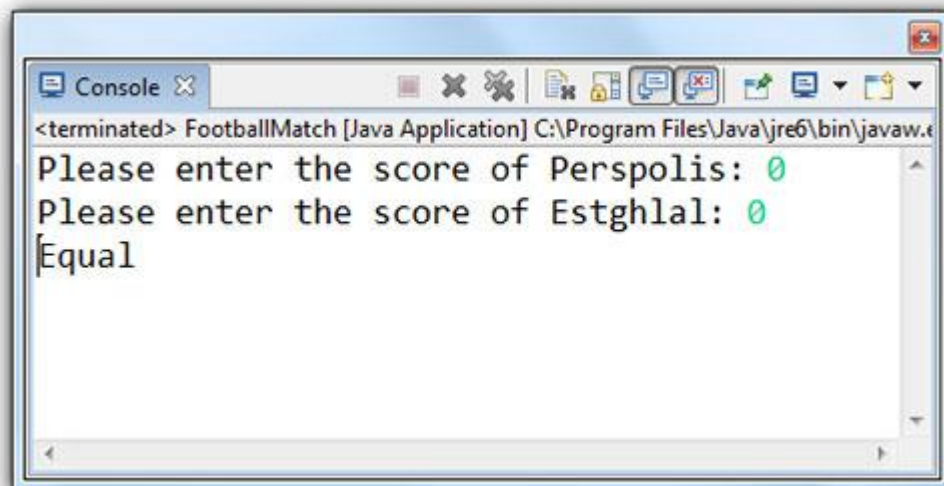 Console
<terminated> FootballMatch [Java Application] C:\Program Files\Java\jre6\bin\javaw.e
Please enter the score of Perspolis: 0
Please enter the score of Estghlal: 0
Equal